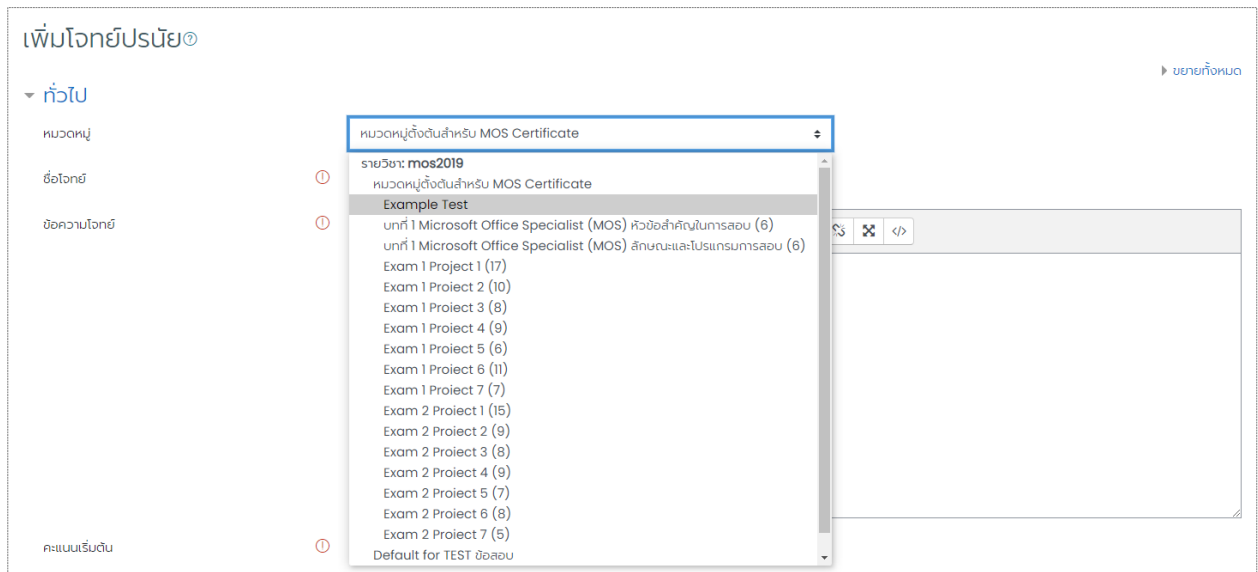 เพิ่มโจทย์ปรนัย
ขยายทั้งหมด
ทั่วไป
หมวดหมู่
หมวดหมู่ตั้งต้นสำหรับ MOS Certificate
รายวิชา: mos2019
ชื่อโจทย์
หมวดหมู่ตั้งต้นสำหรับ MOS Certificate
Example Test
ข้อความโจทย์
บทที่ 1 Microsoft Office Specialist (MOS) หัวข้อสำคัญในการสอบ (6)
บทที่ 1 Microsoft Office Specialist (MOS) ลักษณะและโปรแกรมการสอบ (6)
Exam 1 Project 1 (17)
Exam 1 Project 2 (10)
Exam 1 Project 3 (8)
Exam 1 Project 4 (9)
Exam 1 Project 5 (6)
Exam 1 Project 6 (11)
Exam 1 Project 7 (7)
Exam 2 Project 1 (15)
Exam 2 Project 2 (9)
Exam 2 Project 3 (8)
Exam 2 Project 4 (9)
Exam 2 Project 5 (7)
Exam 2 Project 6 (8)
Exam 2 Project 7 (5)
คะแนนเริ่มต้น
Default for TEST ข้อสอบ